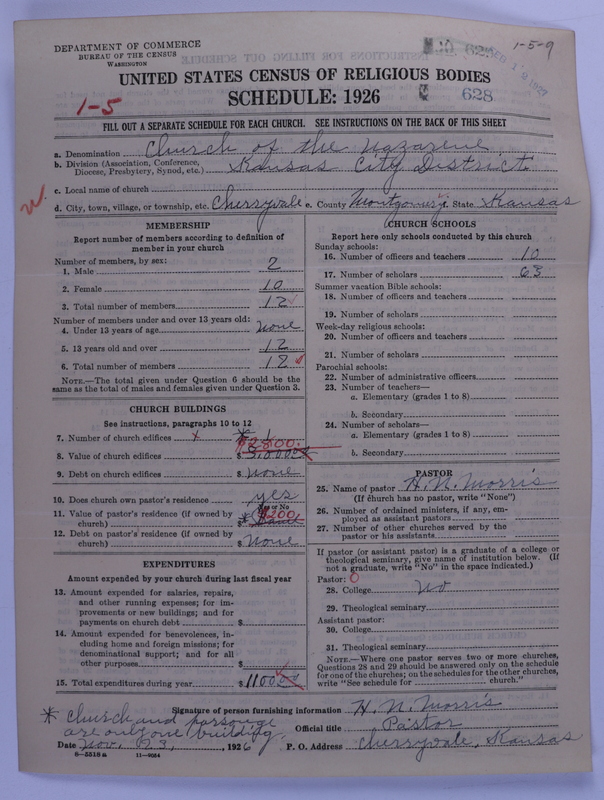 DEPARTMENT OF COMMERCE
BUREAU OF THE CENSUS
WASHINGTON
1-5-9
UNITED STATES CENSUS OF RELIGIOUS BODIES
SCHEDULE: 1926
1-5
628
FILL OUT A SEPARATE SCHEDULE FOR EACH CHURCH. SEE INSTRUCTIONS ON THE BACK OF THIS SHEET
a. Denomination Church of the Nazarene
b. Division (Association, Conference, Diocese, Presbytery, Synod, etc.) Kansas City District
c. Local name of church
d. City, town, village, or township, etc. Cherryvale e. County Montgomery f. State Kansas
MEMBERSHIP
Report number of members according to definition of
member in your church
Number of members, by sex:
1. Male 2
2. Female 10
3. Total number of members 12
Number of members under and over 13 years old:
4. Under 13 years of age None
5. 13 years old and over 12
6. Total number of members 12
NOTE.—The total given under Question 6 should be the
same as the total of males and females given under Question 3.
CHURCH BUILDINGS
See instructions, paragraphs 10 to 12
7. Number of church edifices * 1
2800.
8. Value of church edifices $ 3,000
9. Debt on church edifices $ None
10. Does church own pastor's residence yes
Yes or No
11. Value of pastor's residence (if owned by
church) $ * 200
12. Debt on pastor's residence (if owned by
church) $ None
EXPENDITURES
Amount expended by your church during last fiscal year
13. Amount expended for salaries, repairs,
and other running expenses; for im-
provements or new buildings; and for
payments on church debt $
14. Amount expended for benevolences, in-
cluding home and foreign missions; for
denominational support; and for all
other purposes $
15. Total expenditures during year $ 1100
CHURCH SCHOOLS
Report here only schools conducted by this church
Sunday schools:
16. Number of officers and teachers 10
17. Number of scholars 63
Summer vacation Bible schools:
18. Number of officers and teachers
19. Number of scholars
Week-day religious schools:
20. Number of officers and teachers
21. Number of scholars
Parochial schools:
22. Number of administrative officers
23. Number of teachers—
a. Elementary (grades 1 to 8)
b. Secondary
24. Number of scholars—
a. Elementary (grades 1 to 8)
b. Secondary
PASTOR
25. Name of pastor H. N. Morris
(If church has no pastor, write "None")
26. Number of ordained ministers, if any, em-
ployed as assistant pastors
27. Number of other churches served by the
pastor or his assistants
If pastor (or assistant pastor) is a graduate of a college or
theological seminary, give name of institution below. (If
not a graduate, write "No" in the space indicated.)
Pastor: 0
28. College No
29. Theological seminary
Assistant pastor:
30. College
31. Theological seminary
NOTE.—Where one pastor serves two or more churches,
Questions 28 and 29 should be answered only on the schedule
for one of the churches; on the schedules for the other churches,
write "See schedule for church."
Signature of person furnishing information H. N. Morris
* Church and parsonage
are only one building.
Official title Pastor
Date Nov. 23, 1926 P. O. Address Cherryvale, Kansas
8—5518a 11—9084